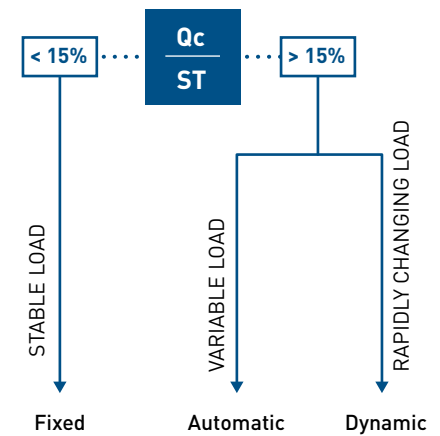 Qc
ST
< 15%
> 15%
STABLE LOAD
VARIABLE LOAD
RAPIDLY CHANGING LOAD
Fixed
Automatic
Dynamic